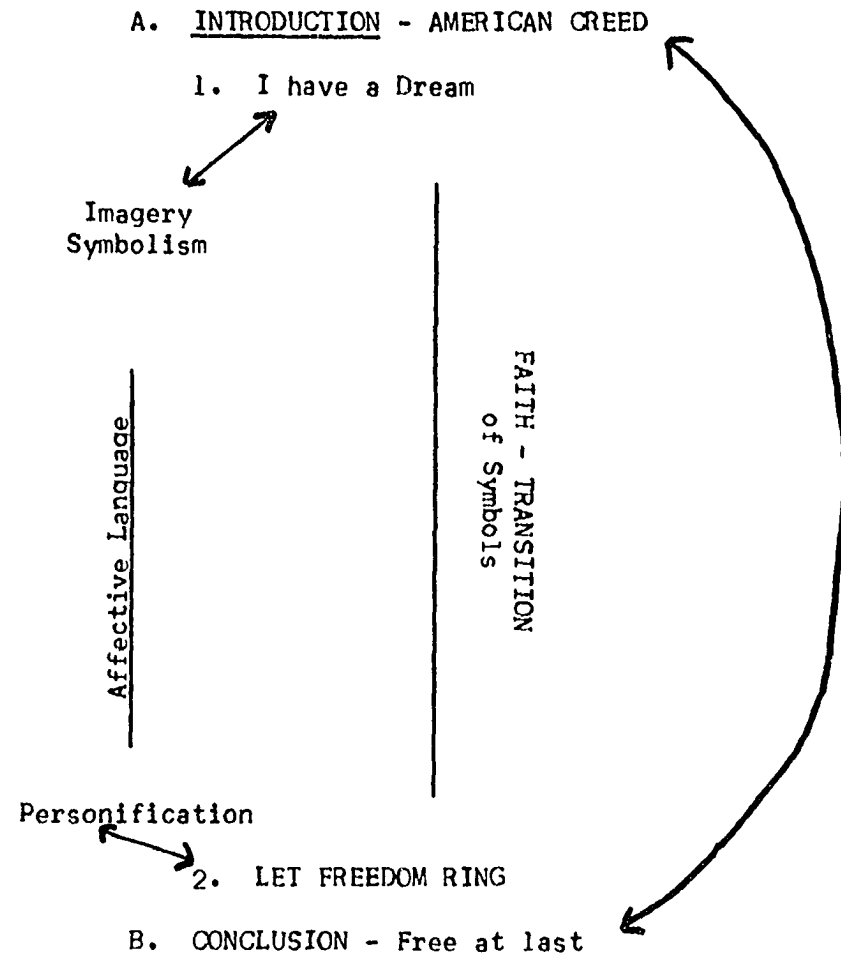 A. INTRODUCTION - AMERICAN CREED
1. I have a Dream
Imagery
Symbolism
FAITH - TRANSITION
of Symbols
Affective Language
Personification
2. LET FREEDOM RING
B. CONCLUSION - Free at last